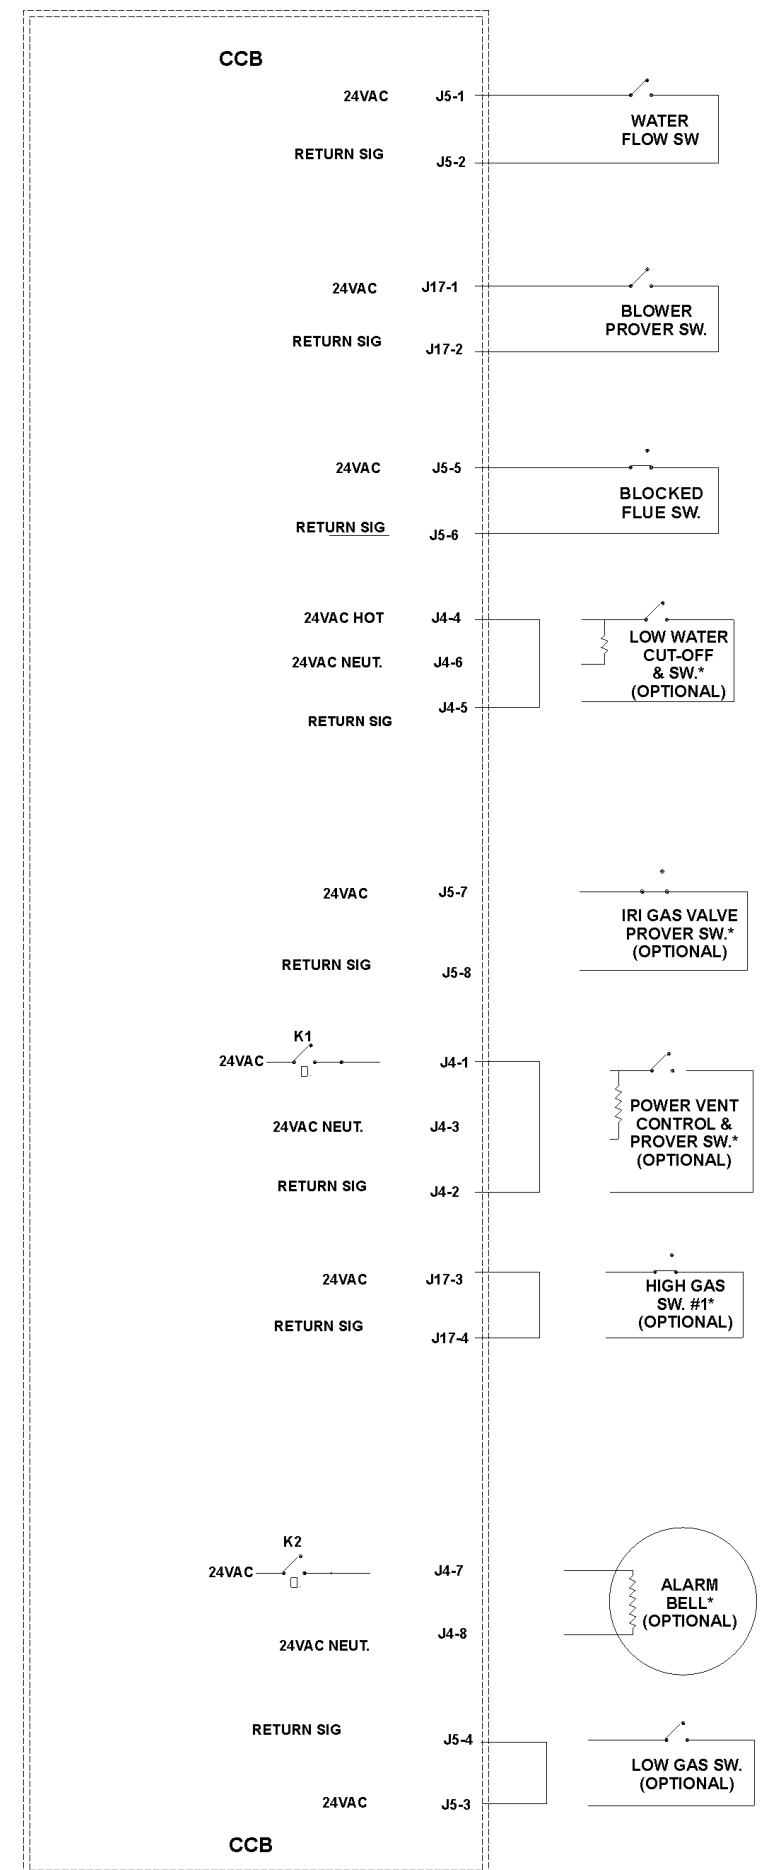 CCB
24VAC J5-1
WATER
FLOW SW
RETURN SIG J5-2
24VAC J17-1
BLOWER
PROVER SW.
RETURN SIG J17-2
24VAC J5-5
BLOCKED
FLUE SW.
RETURN SIG J5-6
24VAC HOT J4-4
LOW WATER
CUT-OFF
& SW.*
(OPTIONAL)
24VAC NEUT. J4-6
J4-5
RETURN SIG
24VAC J5-7
IRI GAS VALVE
PROVER SW.*
(OPTIONAL)
RETURN SIG J5-8
K1
24VAC J4-1
POWER VENT
CONTROL &
PROVER SW.*
(OPTIONAL)
24VAC NEUT. J4-3
RETURN SIG J4-2
24VAC J17-3
HIGH GAS
SW. #1*
(OPTIONAL)
RETURN SIG J17-4
K2
24VAC J4-7
ALARM
BELL*
(OPTIONAL)
24VAC NEUT. J4-8
RETURN SIG J5-4
LOW GAS SW.
(OPTIONAL)
24VAC J5-3
CCB